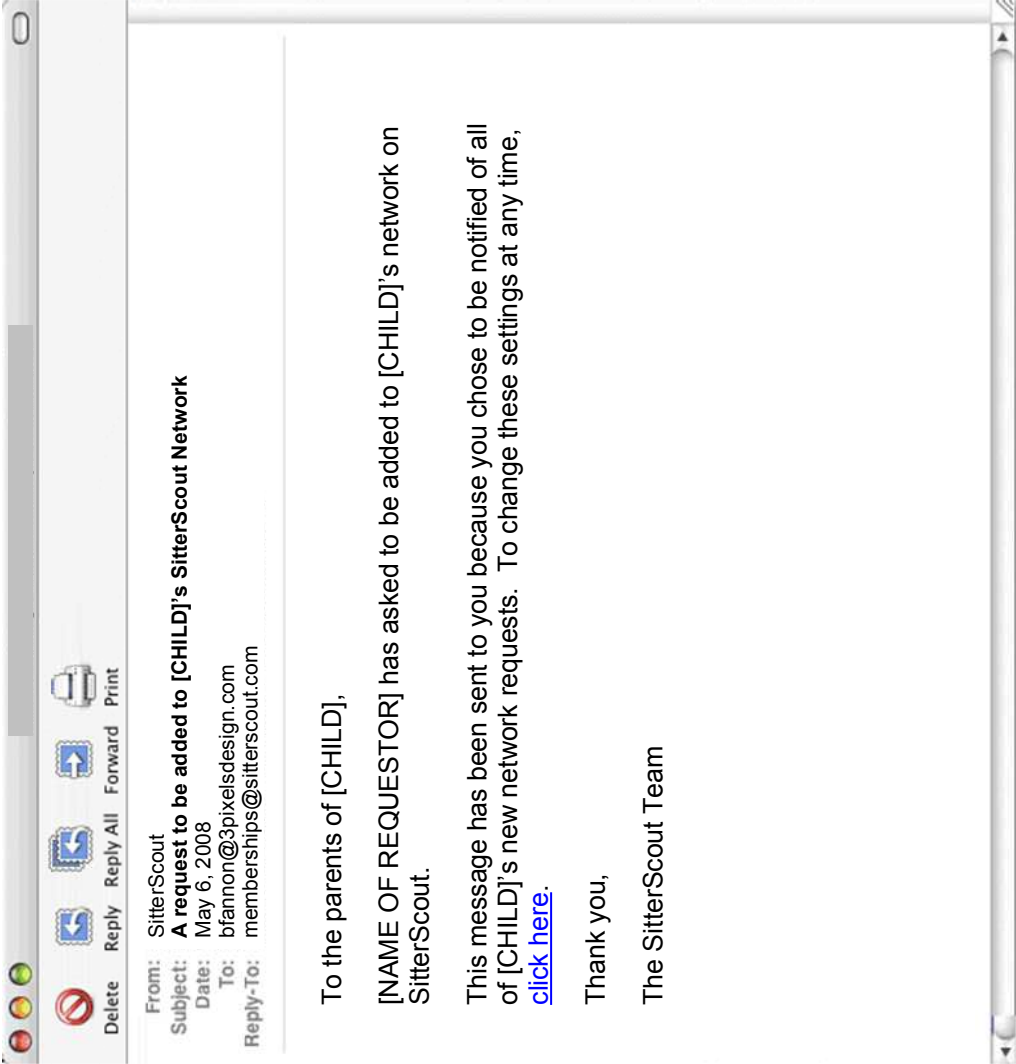 Delete Reply Reply All Forward Print
From: SitterScout
Subject: A request to be added to [CHILD]’s SitterScout Network
Date: May 6, 2008
To: bfannon@3pixelsdesign.com
Reply-To: memberships@sitterscout.com
To the parents of [CHILD],
[NAME OF REQUESTOR] has asked to be added to [CHILD]’s network on
SitterScout.
This message has been sent to you because you chose to be notified of all
of [CHILD]’s new network requests.  To change these settings at any time,
click here.
Thank you,
The SitterScout Team